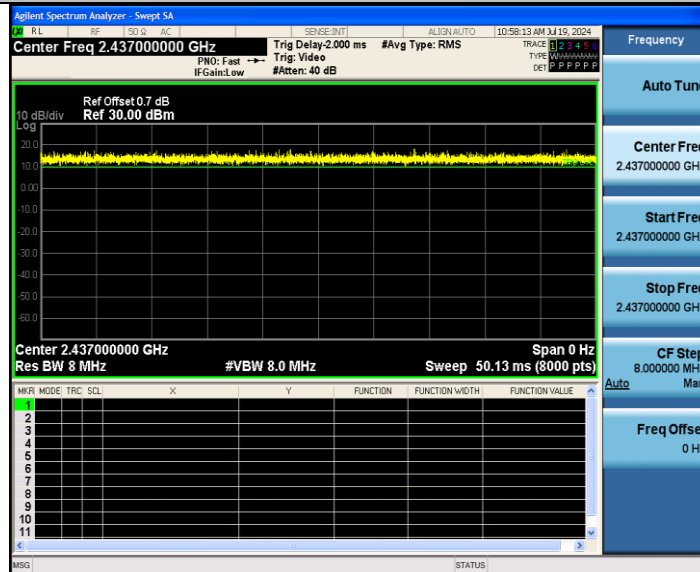 Agilent Spectrum Analyzer - Swept SA
RL RF 50 Ω AC SENSE:INT ALIGN AUTO 10:58:13 AM Jul 19, 2024
Center Freq 2.437000000 GHz
PNO: Fast
IFGain:Low
Trig Delay-2.000 ms
Trig: Video
#Atten: 40 dB
#Avg Type: RMS
TRACE 1 2 3 4 5 6
TYPE
DET P P P P P P
Ref Offset 0.7 dB
10 dB/div Ref 30.00 dBm
Log
20.0
10.0
0.00
-10.0
-20.0
-30.0
-40.0
-50.0
-60.0
Center 2.437000000 GHz Span 0 Hz
Res BW 8 MHz #VBW 8.0 MHz Sweep 50.13 ms (8000 pts)
MKR MODE TRC SCL X Y FUNCTION FUNCTION WIDTH FUNCTION VALUE
1
2
3
4
5
6
7
8
9
10
11
MSG STATUS
Frequency
Auto Tun
Center Fre
2.437000000 GH
Start Fre
2.437000000 GH
Stop Fre
2.437000000 GH
CF Step
8.000000 MH
Auto Ma
Freq Offse
0 H